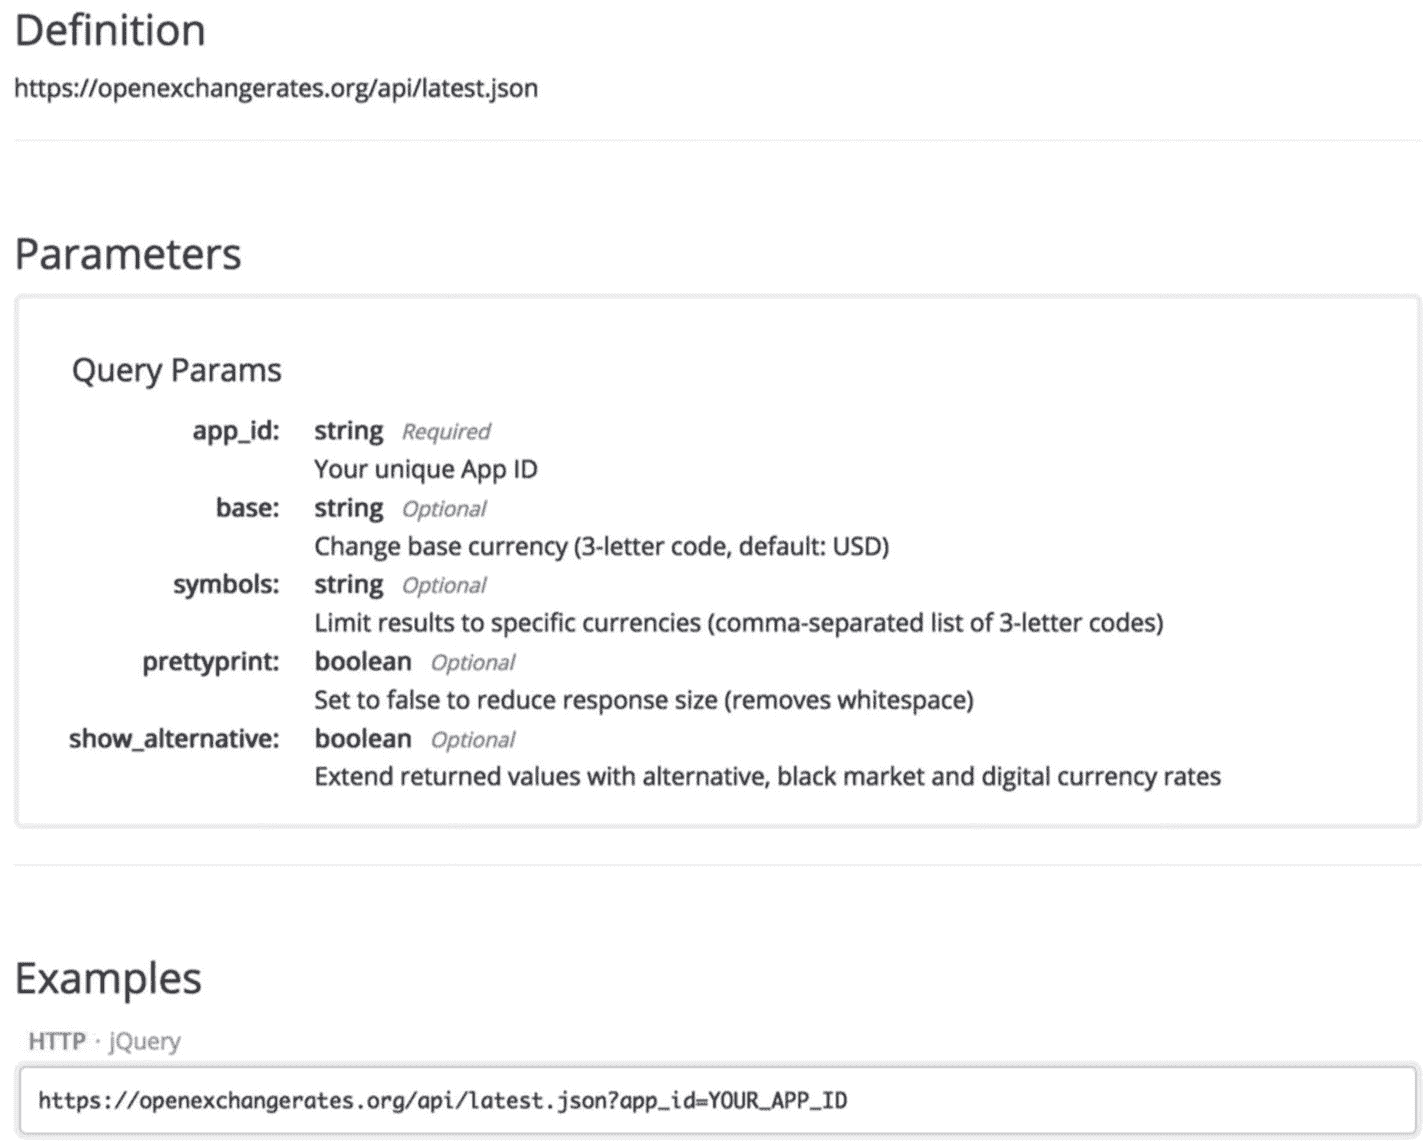 Definition
https://openexchangerates.org/api/latest.json
Parameters
Query Params
app_id: string Required
Your unique App ID
base: string Optional
Change base currency (3-letter code, default: USD)
symbols: string Optional
Limit results to specific currencies (comma-separated list of 3-letter codes)
prettyprint: boolean Optional
Set to false to reduce response size (removes whitespace)
show_alternative: boolean Optional
Extend returned values with alternative, black market and digital currency rates
Examples
HTTP · jQuery
https://openexchangerates.org/api/latest.json?app_id=YOUR_APP_ID